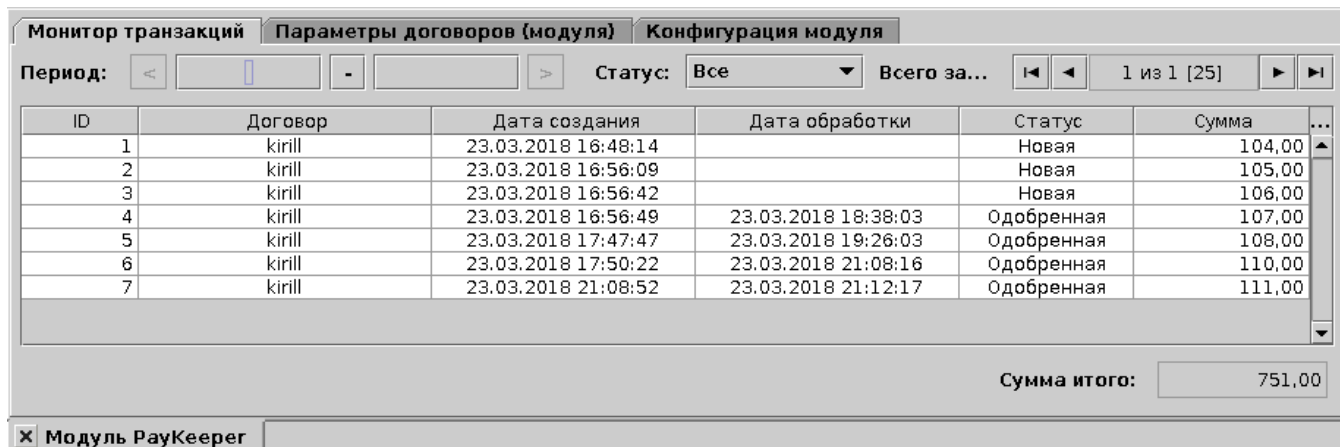 Монитор транзакций Параметры договоров (модуля) Конфигурация модуля
Период: < - > Статус: Все Всего за... 1 из 1 [25]
ID Договор Дата создания Дата обработки Статус Сумма ...
1 kirill 23.03.2018 16:48:14 Новая 104,00
2 kirill 23.03.2018 16:56:09 Новая 105,00
3 kirill 23.03.2018 16:56:42 Новая 106,00
4 kirill 23.03.2018 16:56:49 23.03.2018 18:38:03 Одобренная 107,00
5 kirill 23.03.2018 17:47:47 23.03.2018 19:26:03 Одобренная 108,00
6 kirill 23.03.2018 17:50:22 23.03.2018 21:08:16 Одобренная 110,00
7 kirill 23.03.2018 21:08:52 23.03.2018 21:12:17 Одобренная 111,00
Сумма итого: 751,00
Модуль PayKeeper